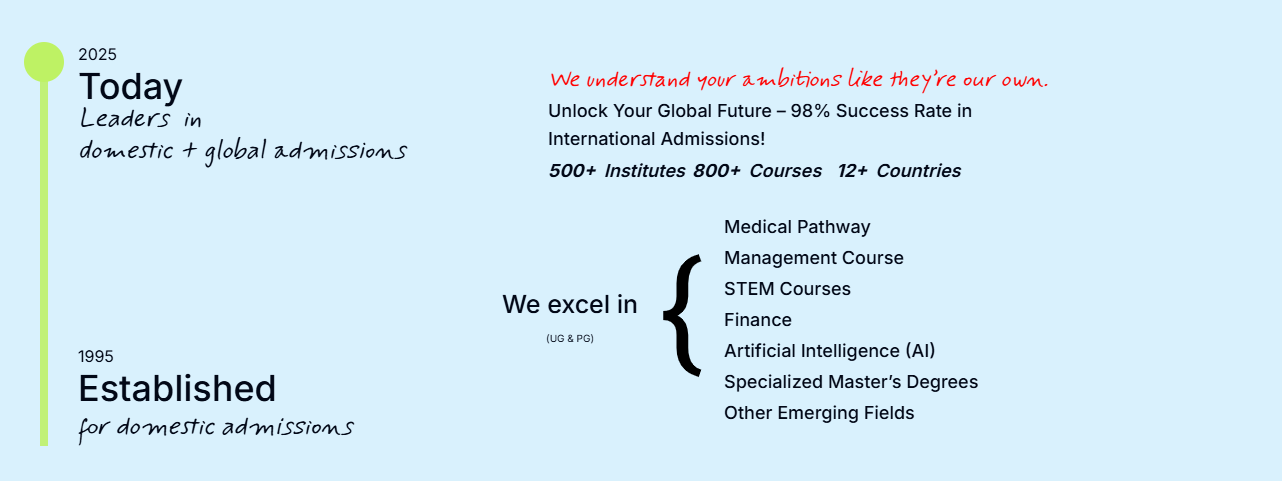 2025
Today
Leaders in
domestic + global admissions
1995
Established
for domestic admissions
We understand your ambitions like they're our own.
Unlock Your Global Future – 98% Success Rate in
International Admissions!
500+ Institutes 800+ Courses 12+ Countries
We excel in
(UG & PG)
{
Medical Pathway
Management Course
STEM Courses
Finance
Artificial Intelligence (AI)
Specialized Master’s Degrees
Other Emerging Fields